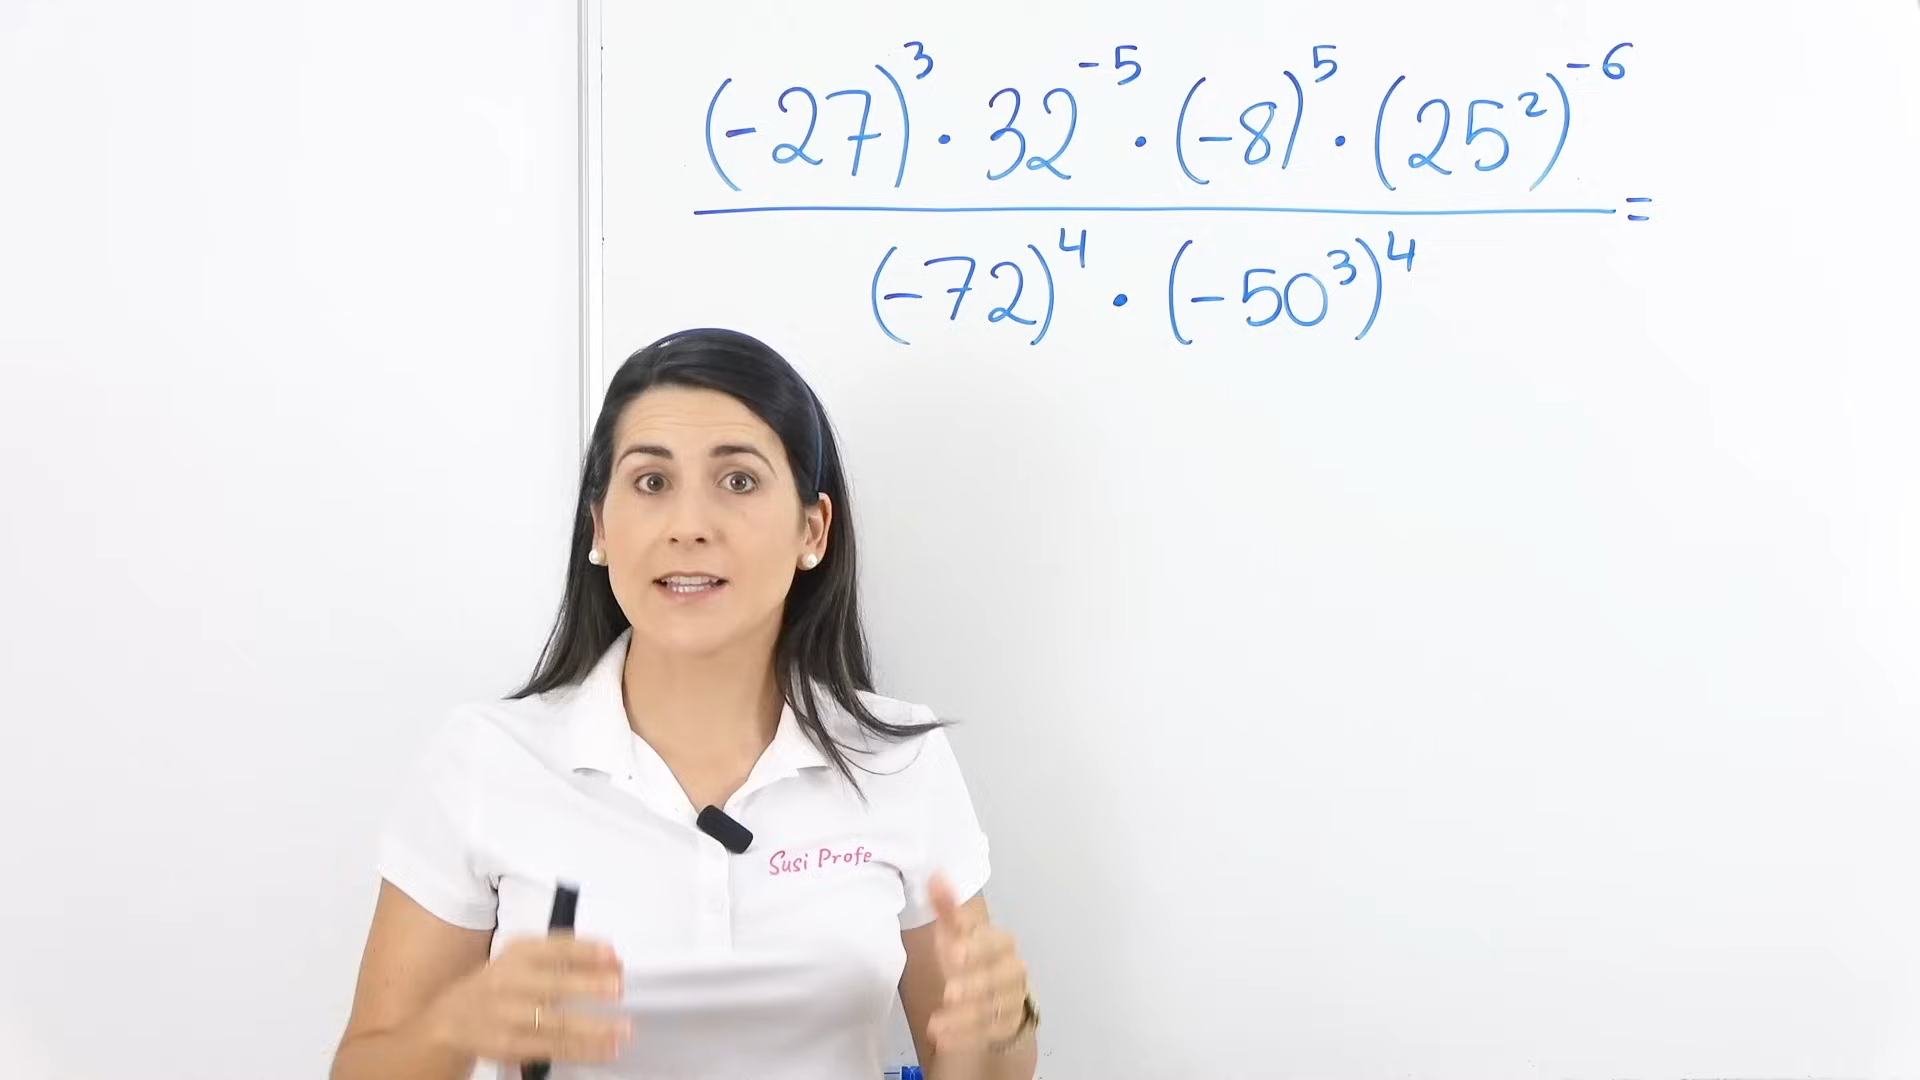 (-27)³ · 32⁻⁵ · (-8)⁵ · (25²)⁻⁶ =
(-72)⁴ · (-50³)⁴
Susi Profe